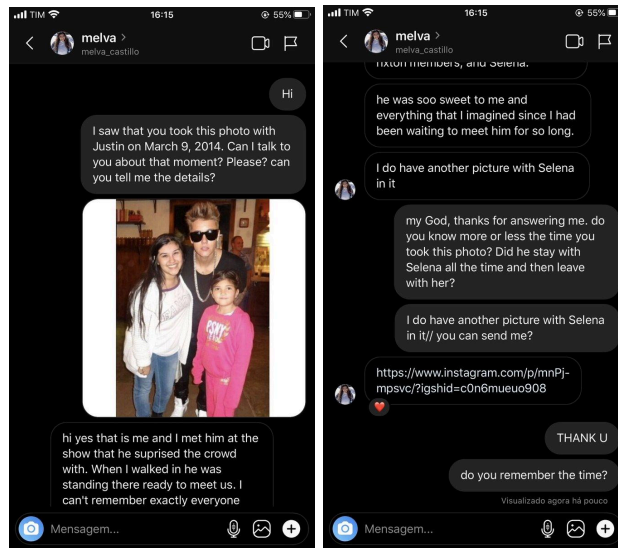 TIM
16:15
55%
melva >
melva_castillo
Hi
I saw that you took this photo with
Justin on March 9, 2014. Can I talk to
you about that moment? Please? can
you tell me the details?
hi yes that is me and I met him at the
show that he suprised the crowd
with. When I walked in he was
standing there ready to meet us. I
can't remember exactly everyone
Mensagem...
TIM
16:15
55%
melva >
melva_castillo
rixton members, and Selena.
he was soo sweet to me and
everything that I imagined since I had
been waiting to meet him for so long.
I do have another picture with Selena
in it
my God, thanks for answering me. do
you know more or less the time you
took this photo? Did he stay with
Selena all the time and then leave
with her?
I do have another picture with Selena
in it// you can send me?
https://www.instagram.com/p/mnPj-
mpsvc/?igshid=c0n6mueuo908
THANK U
do you remember the time?
Visualizado agora há pouco
Mensagem...